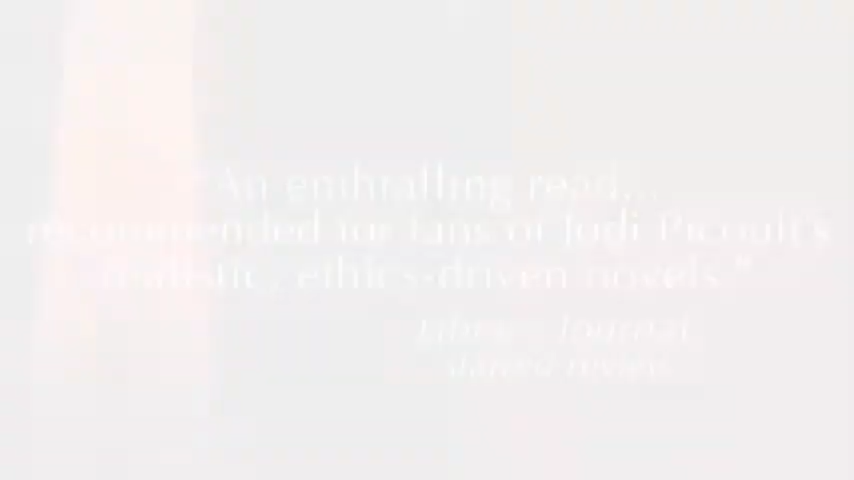 "An enthralling read...
recommended for fans of Jodi Picoult's
realistic, ethics-driven novels."
Library Journal,
starred review